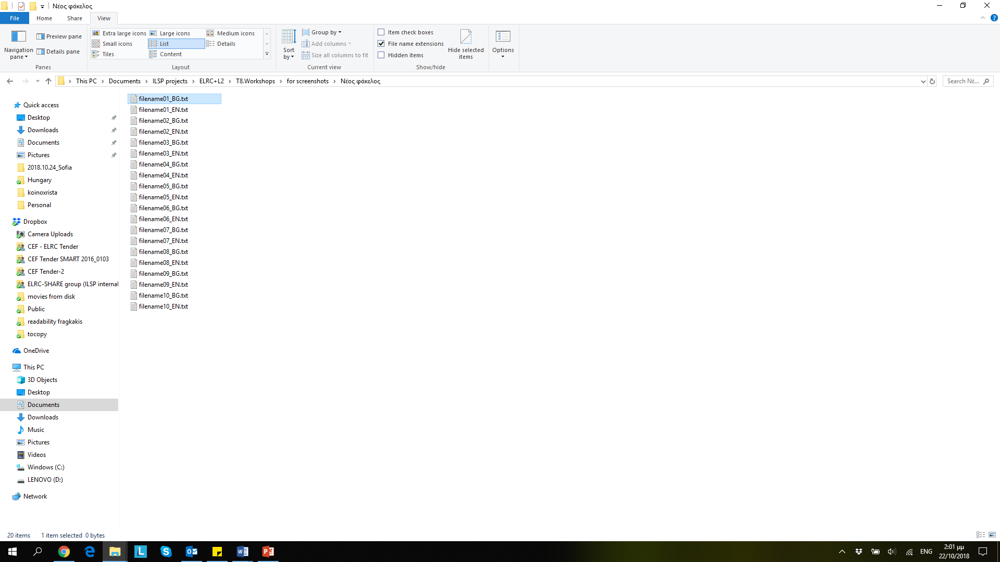 Νέος φάκελος
File Home Share View
Navigation pane
Preview pane
Details pane
Panes
Extra large icons Large icons Medium icons
Small icons List Details
Tiles Content
Layout
Sort by
Group by
Add columns
Size all columns to fit
Current view
Item check boxes
File name extensions
Hidden items
Hide selected items
Show/hide
Options
This PC Documents ILSP projects ELRC+L2 T8.Workshops for screenshots Νέος φάκελος
Search Νέ...
Quick access
Desktop
Downloads
Documents
Pictures
2018.10.24_Sofia
Hungary
koinoxrista
Personal
Dropbox
Camera Uploads
CEF - ELRC Tender
CEF Tender SMART 2016_0103
CEF Tender-2
ELRC-SHARE group (ILSP internal
movies from disk
Public
readability fragkakis
tocopy
OneDrive
This PC
3D Objects
Desktop
Documents
Downloads
Music
Pictures
Videos
Windows (C:)
LENOVO (D:)
Network
filename01_BG.txt
filename01_EN.txt
filename02_BG.txt
filename02_EN.txt
filename03_BG.txt
filename03_EN.txt
filename04_BG.txt
filename04_EN.txt
filename05_BG.txt
filename05_EN.txt
filename06_BG.txt
filename06_EN.txt
filename07_BG.txt
filename07_EN.txt
filename08_BG.txt
filename08_EN.txt
filename09_BG.txt
filename09_EN.txt
filename10_BG.txt
filename10_EN.txt
20 items 1 item selected 0 bytes
ENG
2:01 μμ
22/10/2018